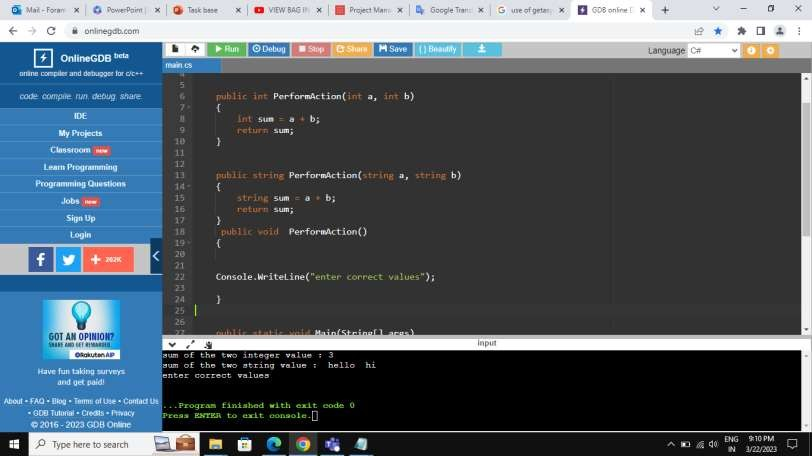 Mail - Foram
PowerPoint |
Task base
VIEW BAG IN
Project Mana
Google Trans
use of getas
GDB online D
onlinegdb.com
OnlineGDB beta
online compiler and debugger for c/c++
code. compile. run. debug. share.
IDE
My Projects
Classroom new
Learn Programming
Programming Questions
Jobs new
Sign Up
Login
262K
GOT AN OPINION?
SHARE AND GET REWARDED.
Rakuten AIP
Have fun taking surveys
and get paid!
About • FAQ • Blog • Terms of Use • Contact Us
• GDB Tutorial • Credits • Privacy
© 2016 - 2023 GDB Online
Run Debug Stop Share Save { } Beautify
Language C#
main.cs
4
5
6 public int PerformAction(int a, int b)
7 {
8 int sum = a + b;
9 return sum;
10 }
11
12
13 public string PerformAction(string a, string b)
14 {
15 string sum = a + b;
16 return sum;
17 }
18 public void PerformAction()
19 {
20
21
22 Console.WriteLine("enter correct values");
23
24 }
25
26
27 public static void Main(String[] args)
input
sum of the two integer value : 3
sum of the two string value : hello hi
enter correct values
...Program finished with exit code 0
Press ENTER to exit console.
Type here to search
ENG
IN
9:10 PM
3/22/2023